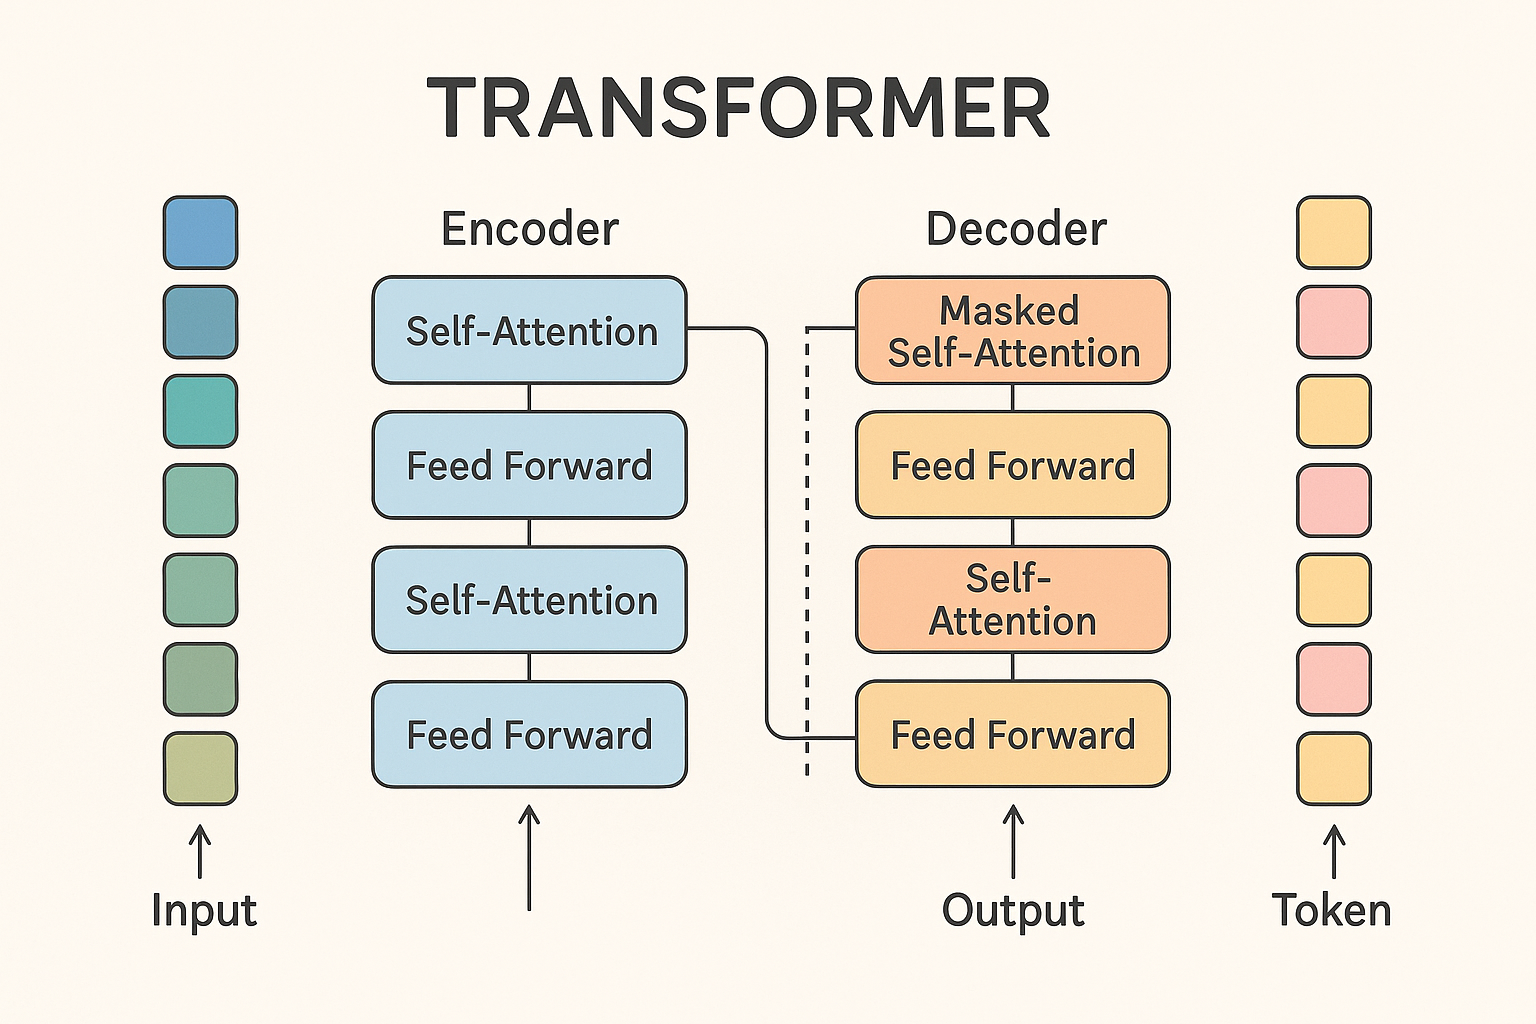 TRANSFORMER
Encoder
Self-Attention
Feed Forward
Self-Attention
Feed Forward
Decoder
Masked
Self-Attention
Feed Forward
Self-
Attention
Feed Forward
Input
Output
Token